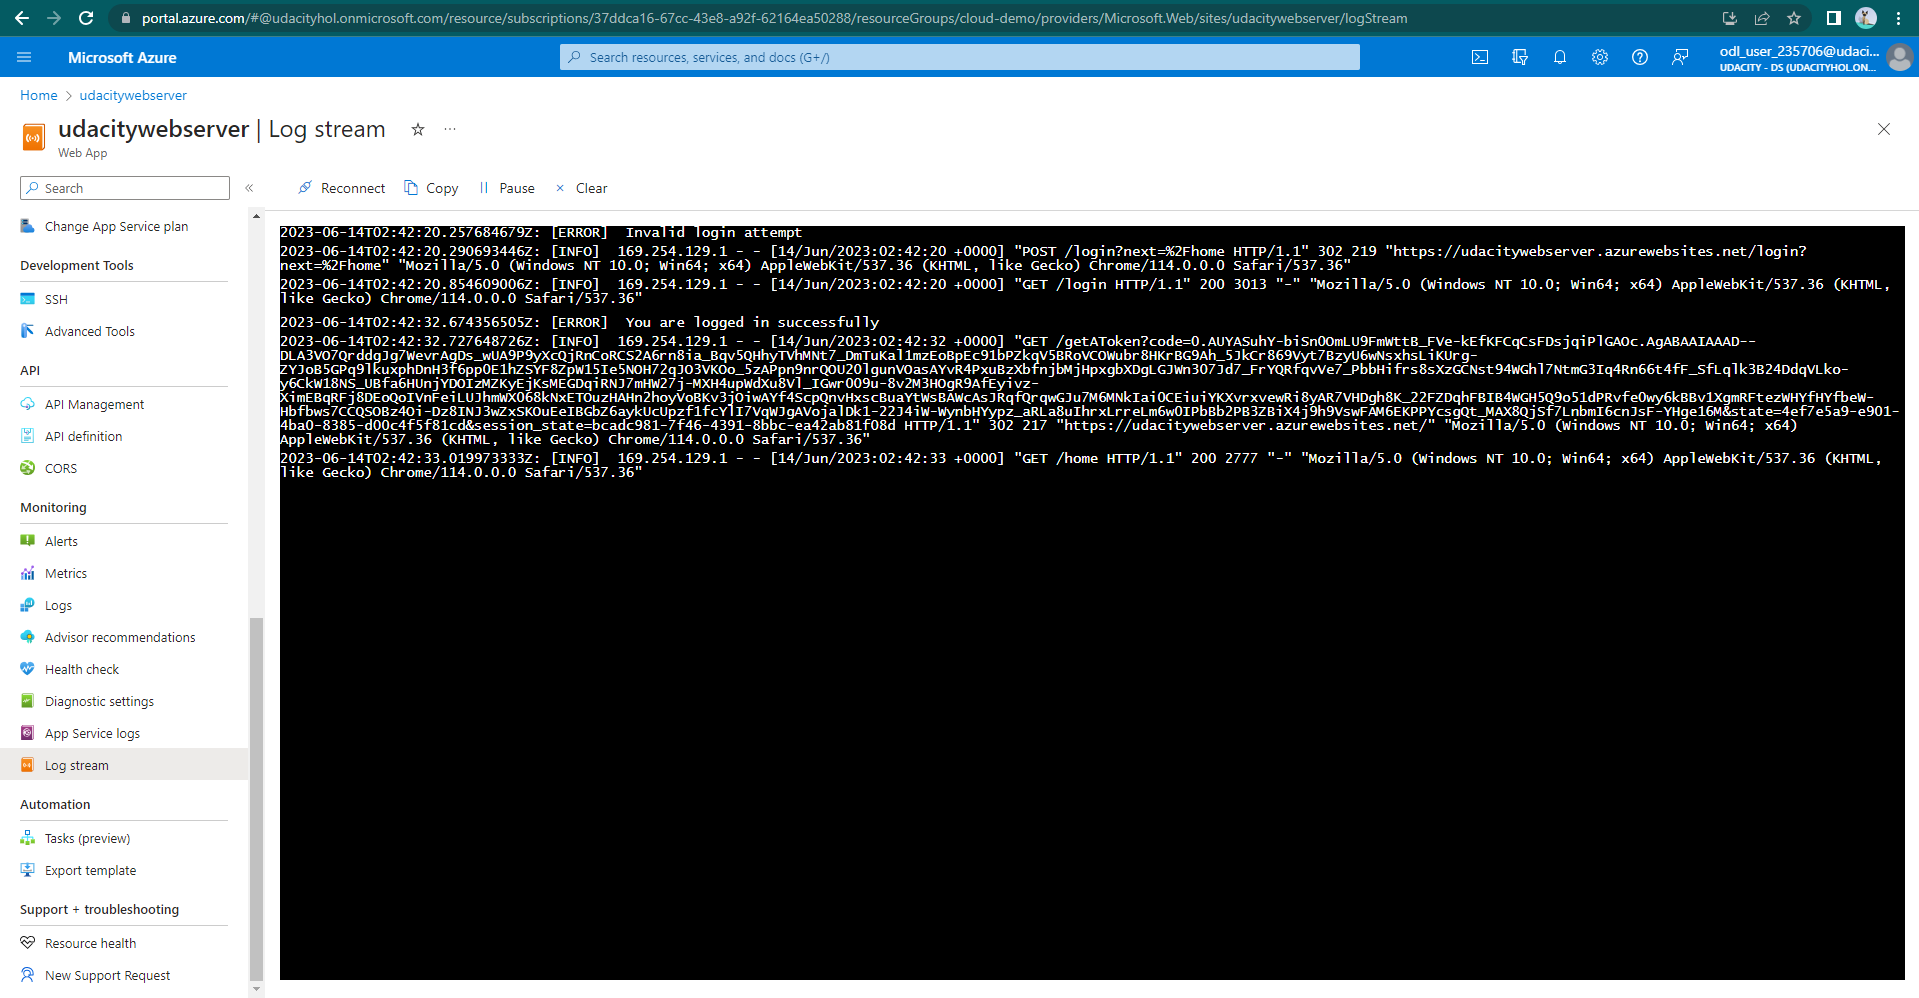 portal.azure.com/#@udacityhol.onmicrosoft.com/resource/subscriptions/37ddca16-67cc-43e8-a92f-62164ea50288/resourceGroups/cloud-demo/providers/Microsoft.Web/sites/udacitywebserver/logStream
Microsoft Azure
Search resources, services, and docs (G+/)
odl_user_235706@udaci...
UDACITY - DS (UDACITYHOL.ON...
Home > udacitywebserver
udacitywebserver | Log stream
Web App
Search
Reconnect
Copy
Pause
Clear
Change App Service plan
Development Tools
SSH
Advanced Tools
API
API Management
API definition
CORS
Monitoring
Alerts
Metrics
Logs
Advisor recommendations
Health check
Diagnostic settings
App Service logs
Log stream
Automation
Tasks (preview)
Export template
Support + troubleshooting
Resource health
New Support Request
2023-06-14T02:42:20.257684679Z: [ERROR]  Invalid login attempt
2023-06-14T02:42:20.290693446Z: [INFO]  169.254.129.1 - - [14/Jun/2023:02:42:20 +0000] "POST /login?next=%2Fhome HTTP/1.1" 302 219 "https://udacitywebserver.azurewebsites.net/login?
next=%2Fhome" "Mozilla/5.0 (Windows NT 10.0; Win64; x64) AppleWebKit/537.36 (KHTML, like Gecko) Chrome/114.0.0.0 Safari/537.36"
2023-06-14T02:42:20.854609006Z: [INFO]  169.254.129.1 - - [14/Jun/2023:02:42:20 +0000] "GET /login HTTP/1.1" 200 3013 "-" "Mozilla/5.0 (Windows NT 10.0; Win64; x64) AppleWebKit/537.36 (KHTML,
like Gecko) Chrome/114.0.0.0 Safari/537.36"
2023-06-14T02:42:32.674356505Z: [ERROR]  You are logged in successfully
2023-06-14T02:42:32.727648726Z: [INFO]  169.254.129.1 - - [14/Jun/2023:02:42:32 +0000] "GET /getAToken?code=0.AUYASuhY-biSn0OmLU9FmWttB_FVe-kEfKFCqCsFDsjqiPlGAOc.AgABAAIAAAD--
DLA3VO7QrddgJg7WevrAgDs_wUA9P9yXcQjRnCoRCS2A6rn8ia_Bqv5QHhyTVhMNt7_DmTuKal1mzEoBpEc91bPZkqV5BRoVCOWubr8HKrBG9Ah_5JkCr869Vyt7BzyU6wNsxhsLiKUrg-
ZYJoB5GPq9lkuxphDnH3f6ppOE1hZSYF8ZpW15Ie5NOH72qJO3VKOo_5zAPpn9nrQOU2OlgunVOasAYvR4PxuBzXbfnjbMjHpxgbXDgLGJWn3O7Jd7_FrYQRfqvVe7_PbbHifrs8sXzGCNst94WGhl7NtmG3Iq4Rn66t4fF_SfLqlk3B24DdqVLko-
y6CkW18NS_UBfa6HUnjYDOIzMZKyEjKsMEGDqiRNJ7mHW27j-MXH4upWdXu8Vl_IGwr0O9u-8v2M3HOgR9AfEyivz-
XimEBqRFj8DEoQoIVnFeiLUJhmWXO68kNxETOuzHAHn2hoyVoBKv3jOiwAYf4ScpQnvHxscBuaYtWsBAWcAsJRqfQrqwGJu7M6MNkIaiOCEiuiYKXvrxvewRi8yAR7VHDgh8K_22FZDqhFBIB4WGH5Q9o51dPRvfe0wy6kBBv1XgmRFtezWHYfHYfbeW-
Hbfbws7CCQSOBz4Oi-Dz8INJ3wZxSKOuEeIBGbZ6aykUcUpzf1fcYlI7VqWJgAVojalDk1-22J4iW-WynbHYypz_aRLa8uIhrxLrreLm6wOIPbBb2PB3ZBiX4j9h9VswFAM6EKPPYcsgQt_MAX8QjSf7LnbmI6cnJsF-YHge16M&state=4ef7e5a9-e901-
4ba0-8385-d00c4f5f81cd&session_state=bcadc981-7f46-4391-8bbc-ea42ab81f08d HTTP/1.1" 302 217 "https://udacitywebserver.azurewebsites.net/" "Mozilla/5.0 (Windows NT 10.0; Win64; x64)
AppleWebKit/537.36 (KHTML, like Gecko) Chrome/114.0.0.0 Safari/537.36"
2023-06-14T02:42:33.019973333Z: [INFO]  169.254.129.1 - - [14/Jun/2023:02:42:33 +0000] "GET /home HTTP/1.1" 200 2777 "-" "Mozilla/5.0 (Windows NT 10.0; Win64; x64) AppleWebKit/537.36 (KHTML,
like Gecko) Chrome/114.0.0.0 Safari/537.36"